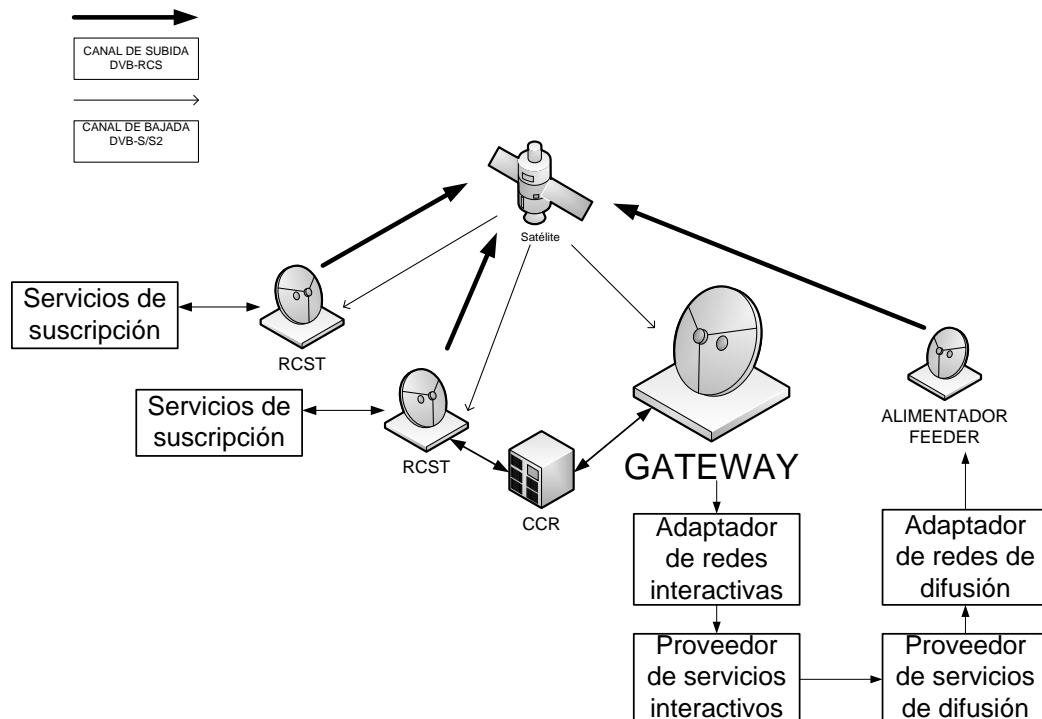 CANAL DE SUBIDA
DVB-RCS
CANAL DE BAJADA
DVB-S/S2
Satélite
Servicios de
suscripción
RCST
Servicios de
suscripción
RCST
CCR
GATEWAY
ALIMENTADOR
FEEDER
Adaptador
de redes
interactivas
Adaptador
de redes de
difusión
Proveedor
de servicios
interactivos
Proveedor
de servicios
de difusión